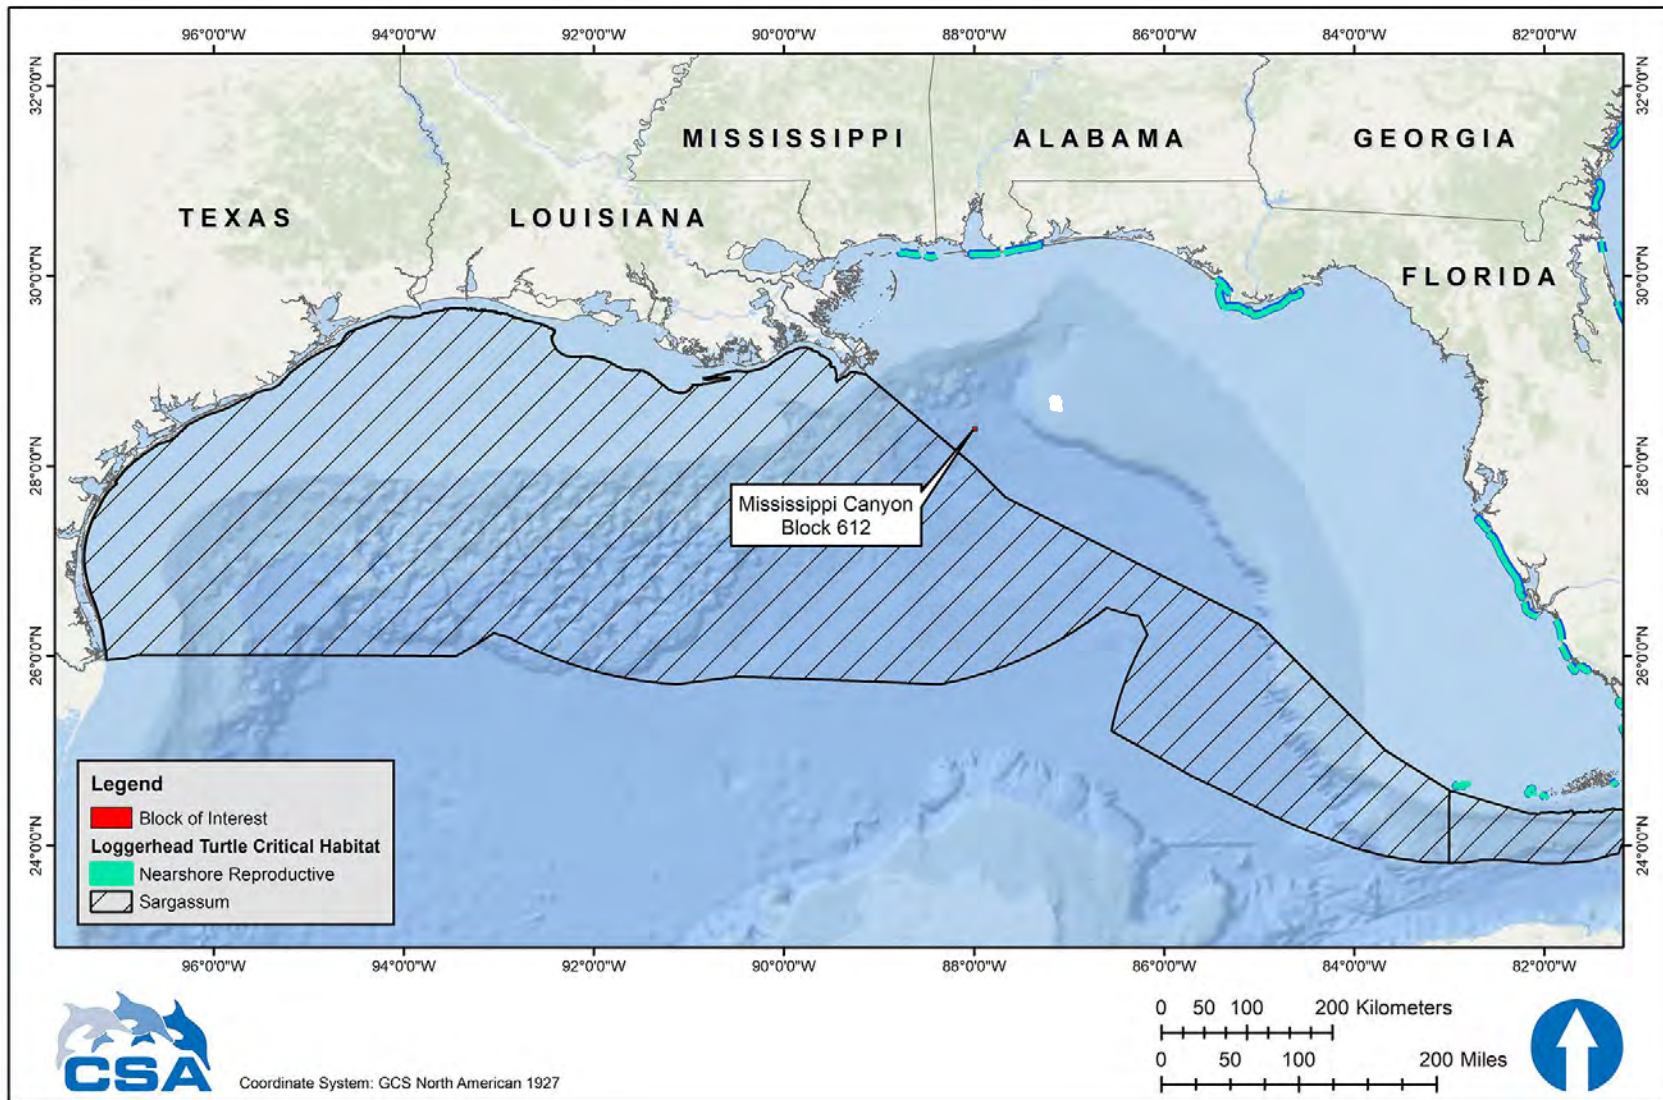 96°0'0"W 94°0'0"W 92°0'0"W 90°0'0"W 88°0'0"W 86°0'0"W 84°0'0"W 82°0'0"W
32°0'0"N
32°0'0"N
MISSISSIPPI
ALABAMA
GEORGIA
TEXAS
LOUISIANA
30°0'0"N
FLORIDA
30°0'0"N
28°0'0"N
28°0'0"N
Mississippi Canyon
Block 612
26°0'0"N
26°0'0"N
Legend
Block of Interest
Loggerhead Turtle Critical Habitat
Nearshore Reproductive
Sargassum
24°0'0"N
24°0'0"N
96°0'0"W 94°0'0"W 92°0'0"W 90°0'0"W 88°0'0"W 86°0'0"W 84°0'0"W 82°0'0"W
CSA
Coordinate System: GCS North American 1927
0 50 100 200 Kilometers
0 50 100 200 Miles